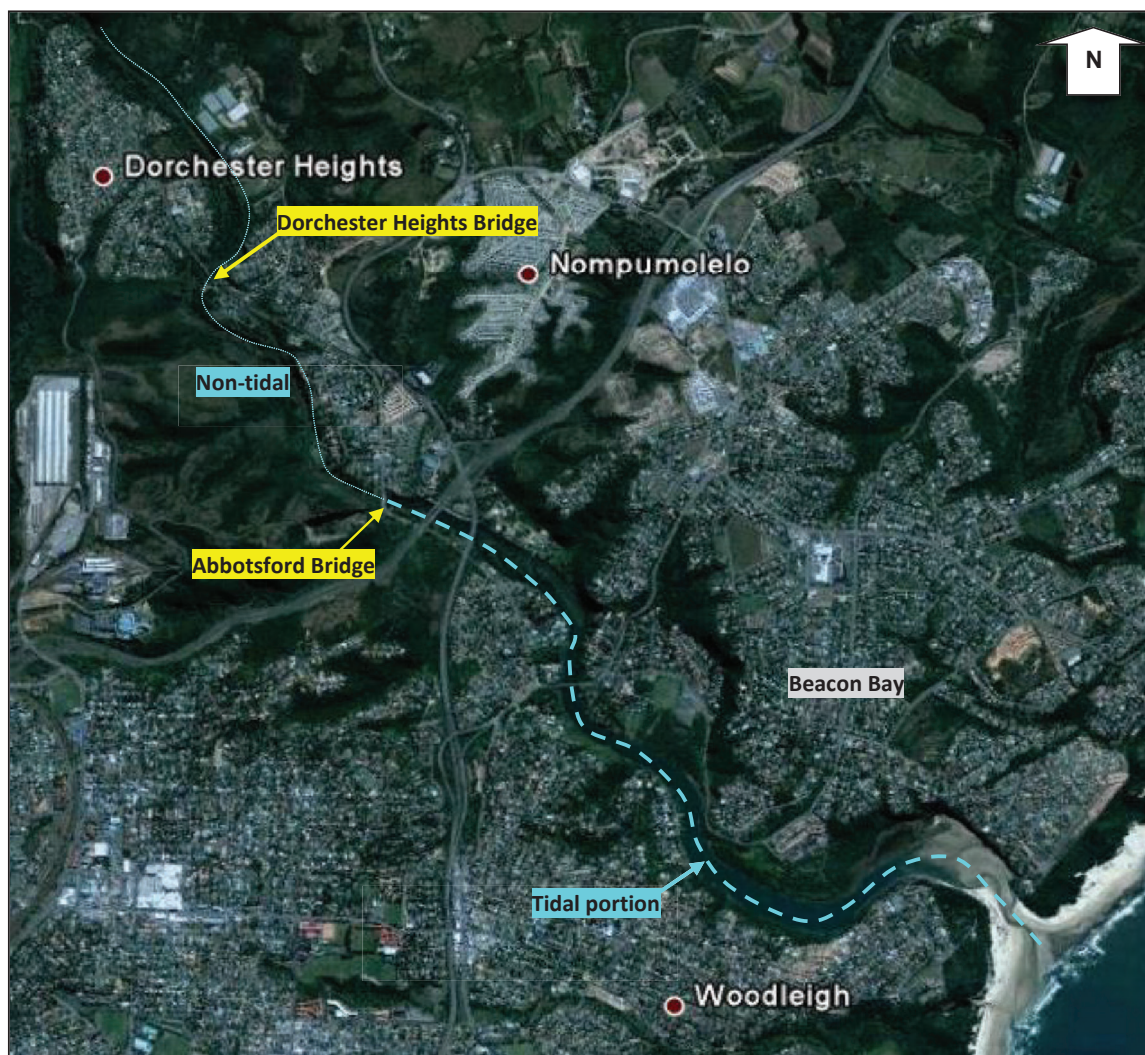 N
Dorchester Heights
Dorchester Heights Bridge
Nompumolelo
Non-tidal
Abbotsford Bridge
Beacon Bay
Tidal portion
Woodleigh